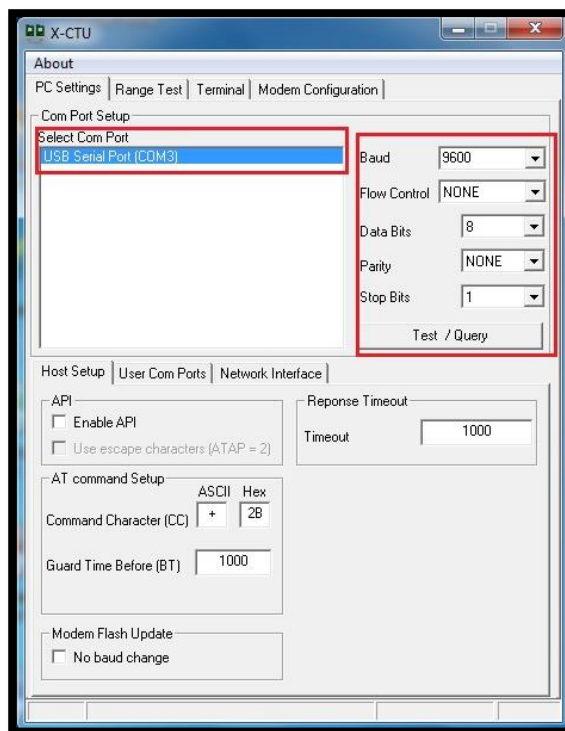 X-CTU
About
PC Settings Range Test Terminal Modem Configuration
Com Port Setup
Select Com Port
USB Serial Port (COM3)
Baud 9600
Flow Control NONE
Data Bits 8
Parity NONE
Stop Bits 1
Test / Query
Host Setup User Com Ports Network Interface
API
Enable API
Use escape characters (ATAP = 2)
Reponse Timeout
Timeout 1000
AT command Setup
ASCII Hex
Command Character (CC) + 2B
Guard Time Before (BT) 1000
Modem Flash Update
No baud change